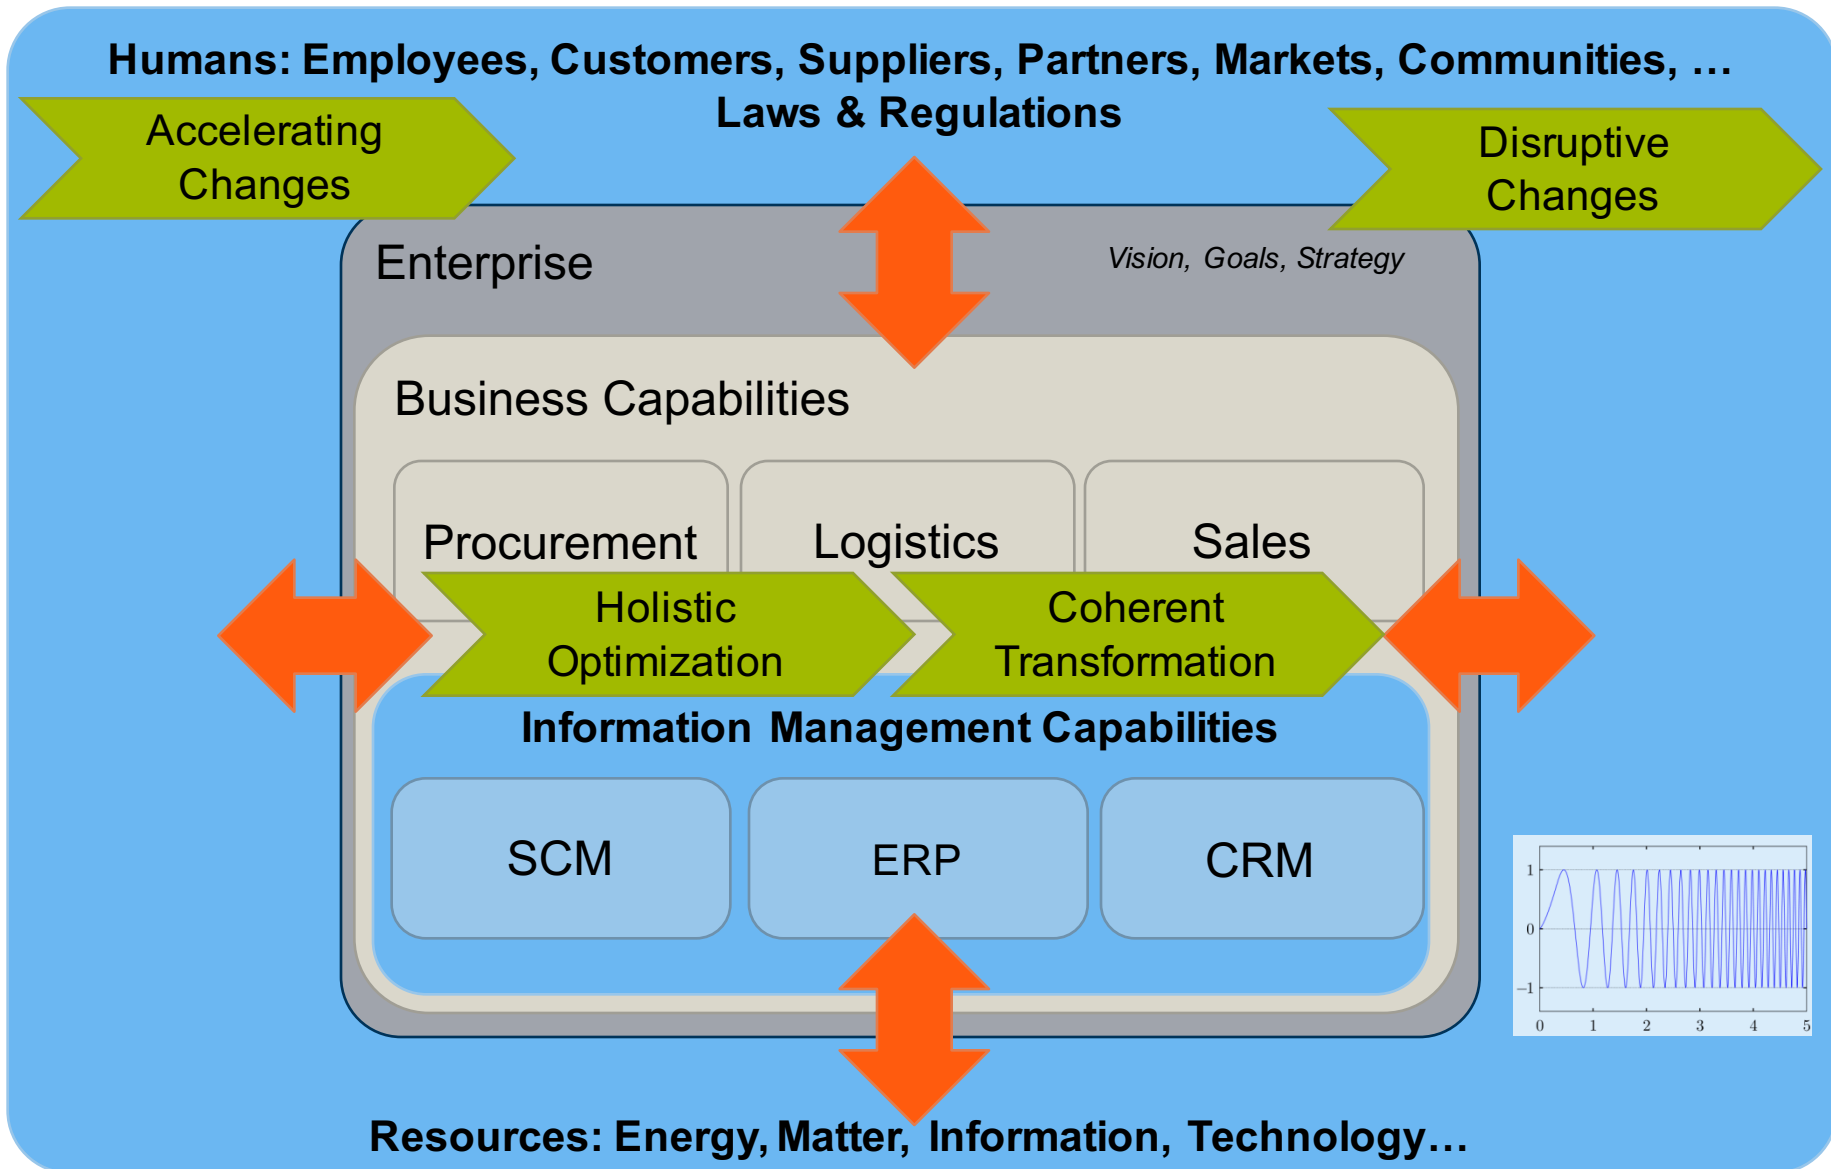 Humans: Employees, Customers, Suppliers, Partners, Markets, Communities, …
Laws & Regulations
Accelerating
Changes
Disruptive
Changes
Enterprise
Vision, Goals, Strategy
Business Capabilities
Procurement
Logistics
Sales
Holistic
Optimization
Coherent
Transformation
Information Management Capabilities
SCM
ERP
CRM
1
0
−1
0 1 2 3 4 5
Resources: Energy, Matter, Information, Technology…